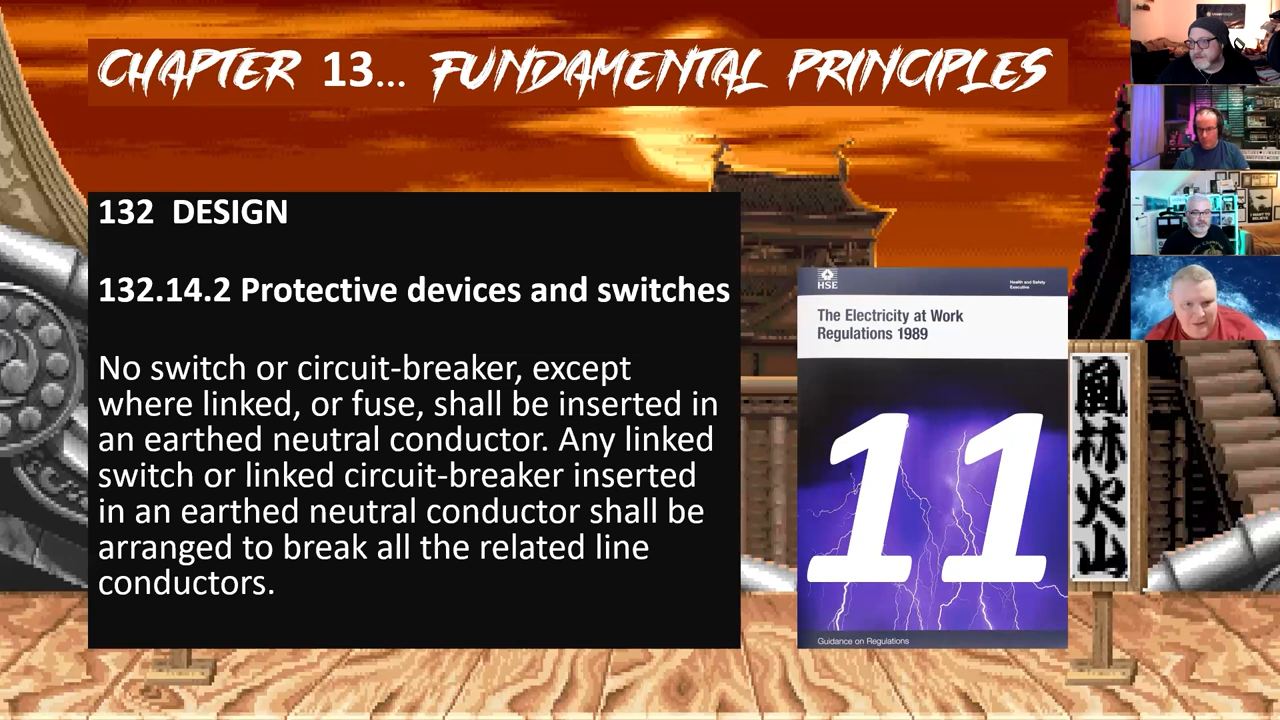 CHAPTER 13... FUNDAMENTAL PRINCIPLES
132 DESIGN
132.14.2 Protective devices and switches
No switch or circuit-breaker, except
where linked, or fuse, shall be inserted in
an earthed neutral conductor. Any linked
switch or linked circuit-breaker inserted
in an earthed neutral conductor shall be
arranged to break all the related line
conductors.
HSE
Health and Safety
Executive
The Electricity at Work
Regulations 1989
11
Guidance on Regulations
風
林
火
山
I WANT TO
BELIEVE